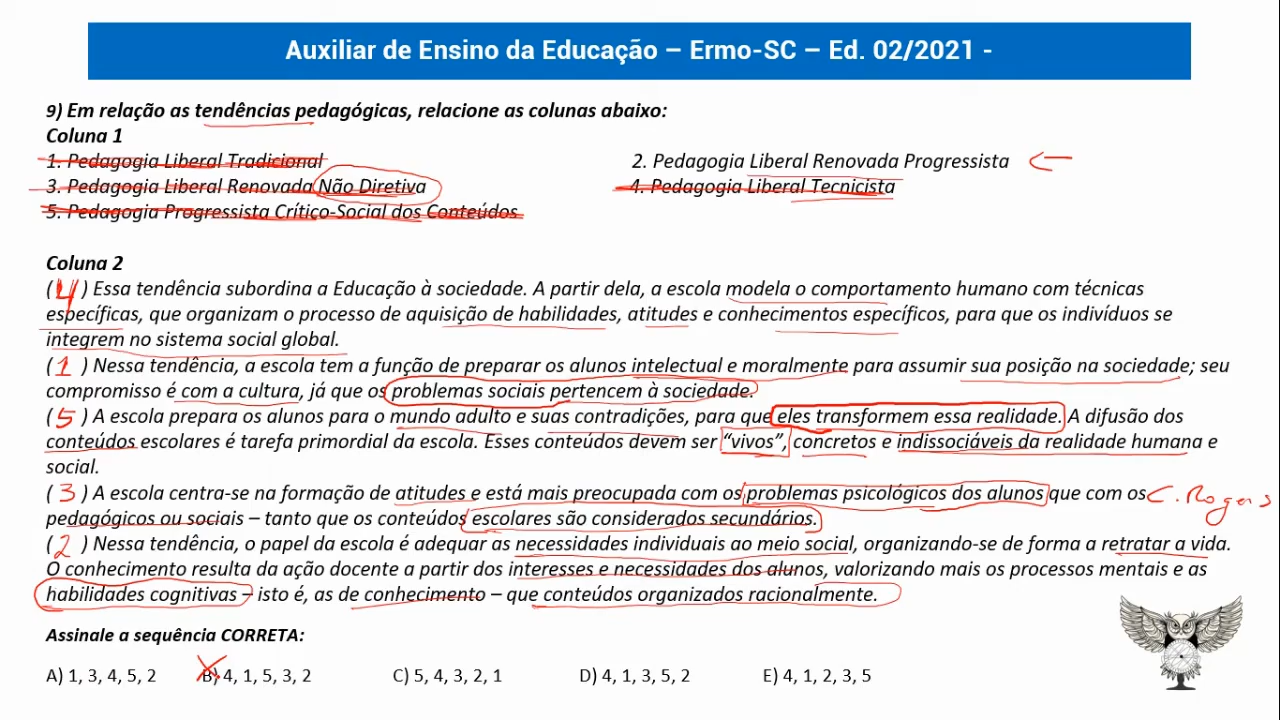 Auxiliar de Ensino da Educação – Ermo-SC – Ed. 02/2021 -
9) Em relação as tendências pedagógicas, relacione as colunas abaixo:
Coluna 1
1. Pedagogia Liberal Tradicional 2. Pedagogia Liberal Renovada Progressista
3. Pedagogia Liberal Renovada Não Diretiva 4. Pedagogia Liberal Tecnicista
5. Pedagogia Progressista Crítico-Social dos Conteúdos
Coluna 2
(4) Essa tendência subordina a Educação à sociedade. A partir dela, a escola modela o comportamento humano com técnicas
específicas, que organizam o processo de aquisição de habilidades, atitudes e conhecimentos específicos, para que os indivíduos se
integrem no sistema social global.
(1) Nessa tendência, a escola tem a função de preparar os alunos intelectual e moralmente para assumir sua posição na sociedade; seu
compromisso é com a cultura, já que os problemas sociais pertencem à sociedade.
(5) A escola prepara os alunos para o mundo adulto e suas contradições, para que eles transformem essa realidade. A difusão dos
conteúdos escolares é tarefa primordial da escola. Esses conteúdos devem ser “vivos”, concretos e indissociáveis da realidade humana e
social.
(3) A escola centra-se na formação de atitudes e está mais preocupada com os problemas psicológicos dos alunos que com os C. Rogers
pedagógicos ou sociais – tanto que os conteúdos escolares são considerados secundários.
(2) Nessa tendência, o papel da escola é adequar as necessidades individuais ao meio social, organizando-se de forma a retratar a vida.
O conhecimento resulta da ação docente a partir dos interesses e necessidades dos alunos, valorizando mais os processos mentais e as
habilidades cognitivas – isto é, as de conhecimento – que conteúdos organizados racionalmente.
Assinale a sequência CORRETA:
A) 1, 3, 4, 5, 2 B) 4, 1, 5, 3, 2 C) 5, 4, 3, 2, 1 D) 4, 1, 3, 5, 2 E) 4, 1, 2, 3, 5